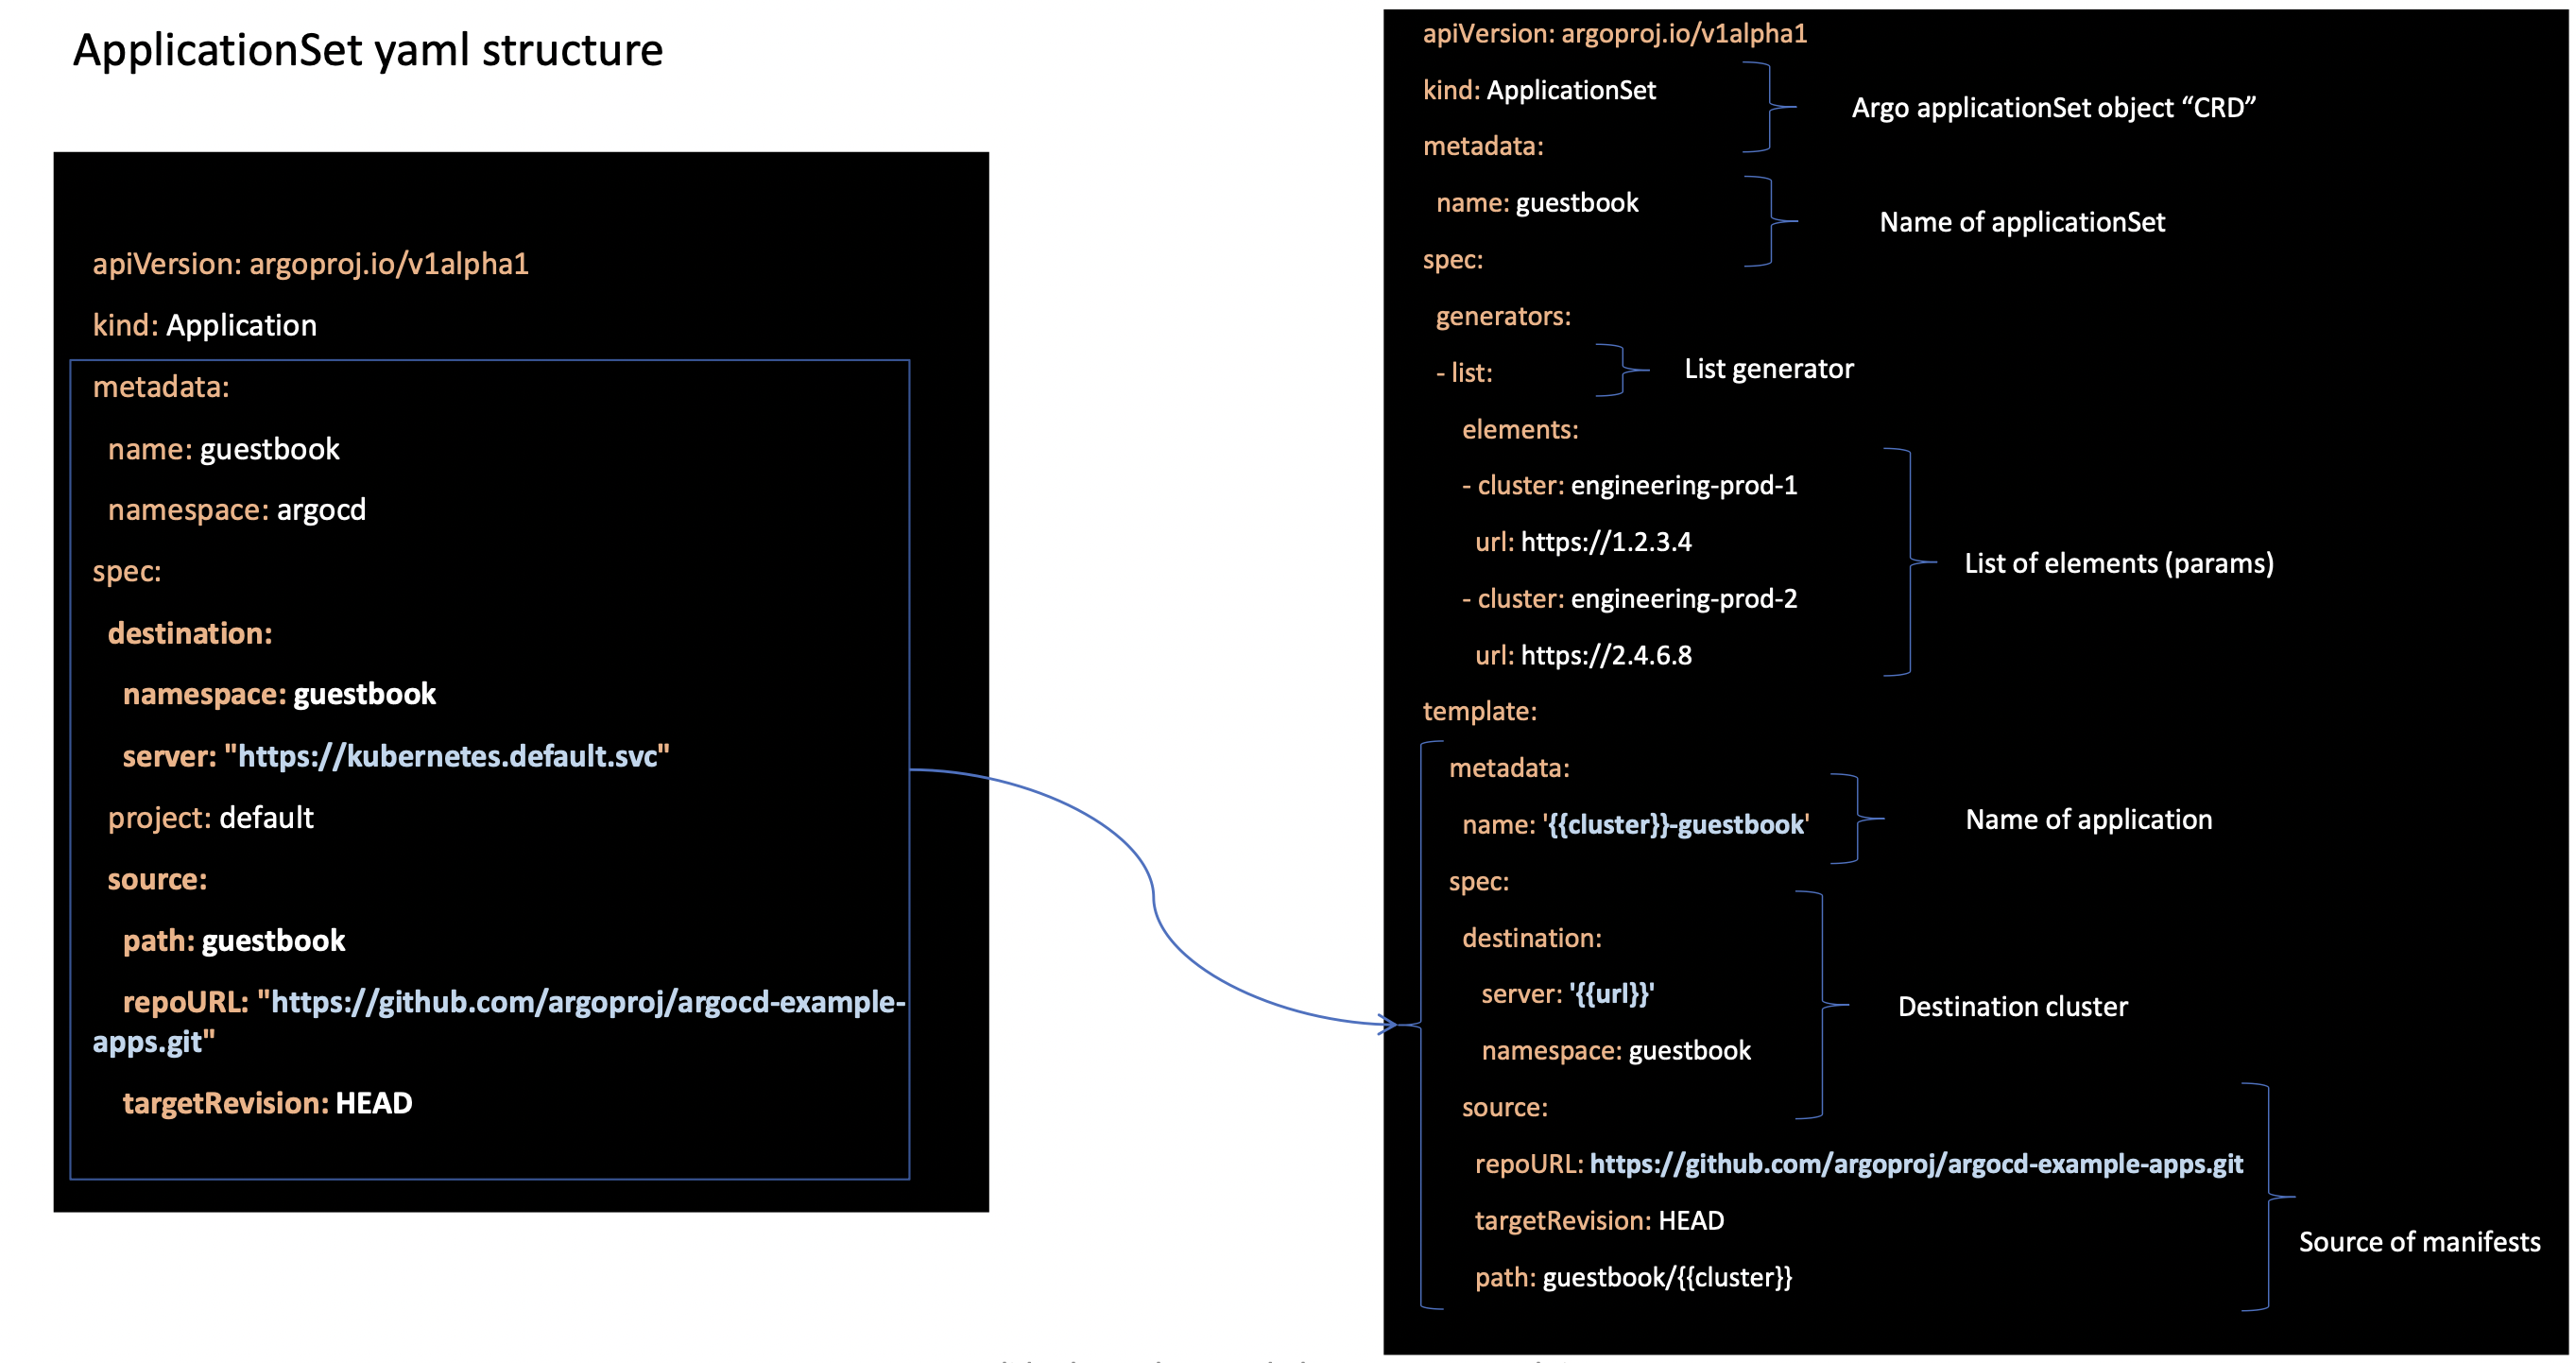 ApplicationSet yaml structure
apiVersion: argoproj.io/v1alpha1
kind: Application
metadata:
name: guestbook
namespace: argocd
spec:
destination:
namespace: guestbook
server: "https://kubernetes.default.svc"
project: default
source:
path: guestbook
repoURL: "https://github.com/argoproj/argocd-example-
apps.git"
targetRevision: HEAD
apiVersion: argoproj.io/v1alpha1
kind: ApplicationSet
Argo applicationSet object “CRD”
metadata:
name: guestbook
Name of applicationSet
spec:
generators:
- list:
List generator
elements:
- cluster: engineering-prod-1
url: https://1.2.3.4
List of elements (params)
- cluster: engineering-prod-2
url: https://2.4.6.8
template:
metadata:
name: '{{cluster}}-guestbook'
Name of application
spec:
destination:
server: '{{url}}'
Destination cluster
namespace: guestbook
source:
repoURL: https://github.com/argoproj/argocd-example-apps.git
targetRevision: HEAD
Source of manifests
path: guestbook/{{cluster}}